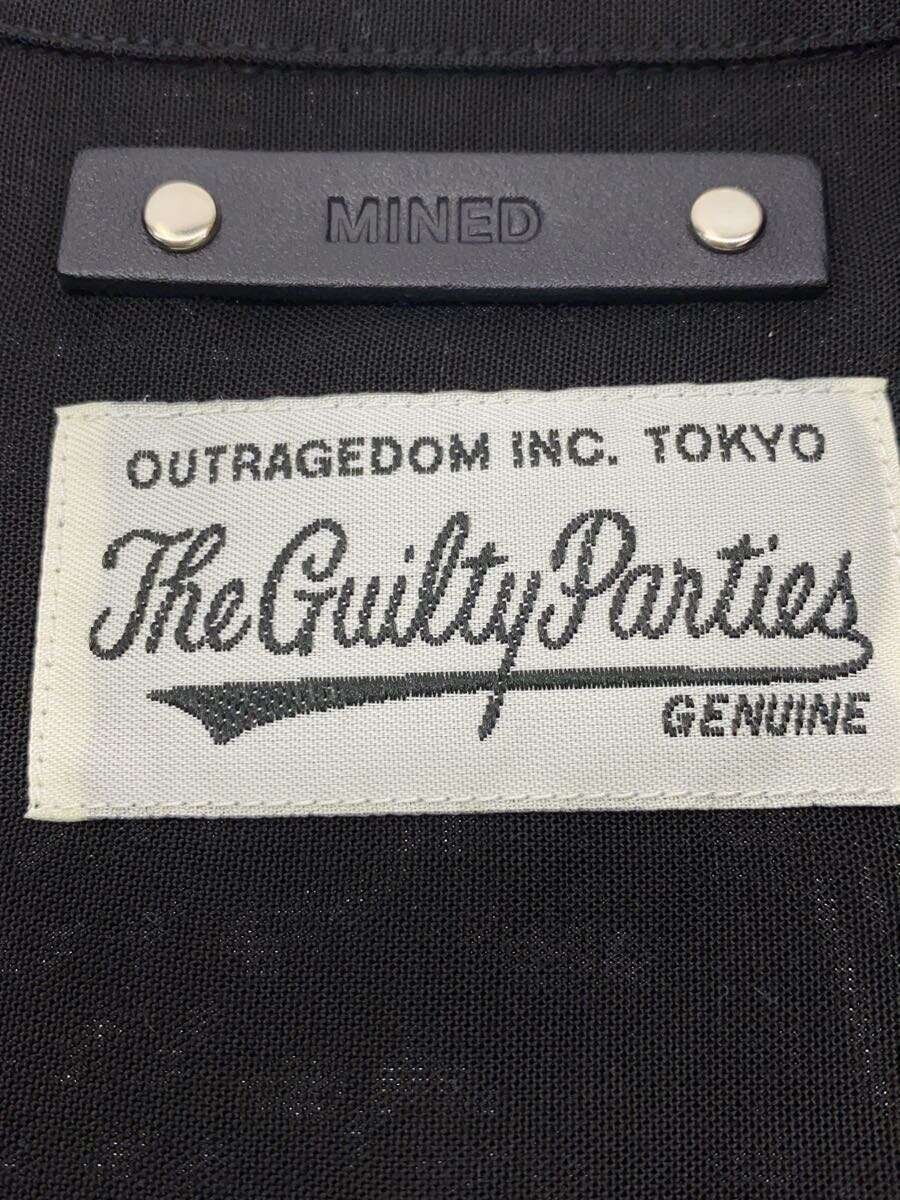 MINED
OUTRAGEDOM INC. TOKYO
The Guilty Parties
GENUINE